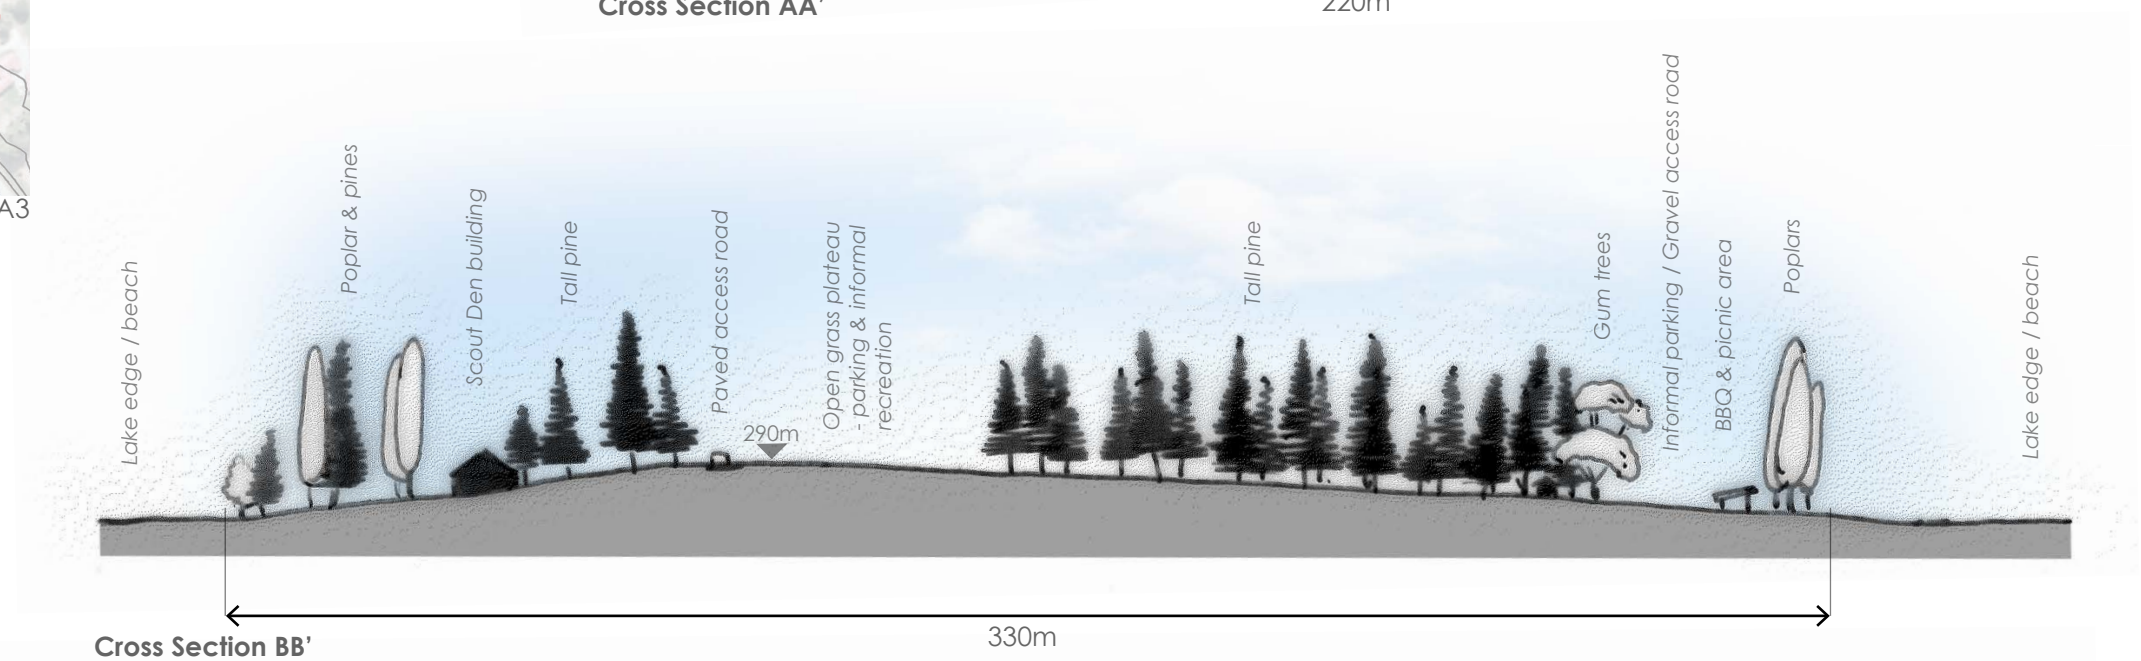 Cross Section AA'
220m
A3
Lake edge / beach
Poplar & pines
Scout Den building
Tall pine
Paved access road
290m
Open grass plateau
- parking & informal
recreation
Tall pine
Gum trees
Informal parking / Gravel access road
BBQ & picnic area
Poplars
Lake edge / beach
330m
Cross Section BB'